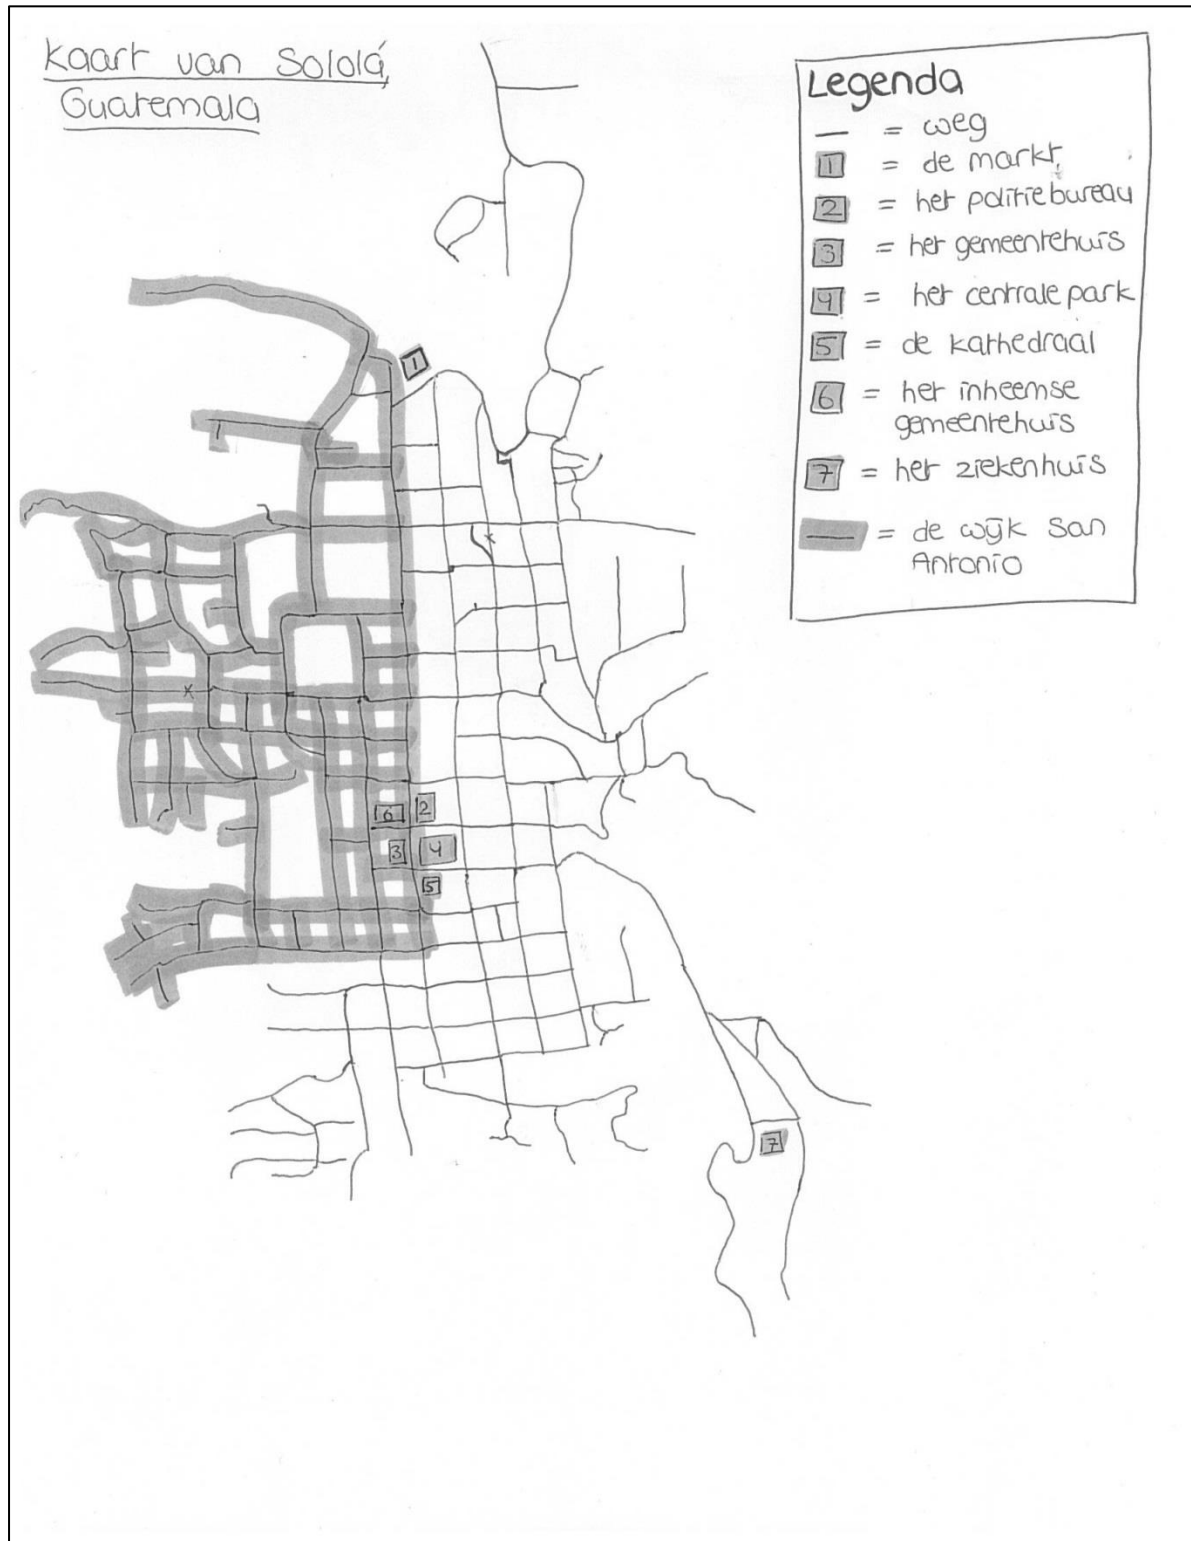 Kaart van Sololá,
Guatemala
Legenda
— = weg
1 = de markt,
2 = het politiebureau
3 = het gemeentehuis
4 = het centrale park
5 = de kathedraal
6 = het inheemse
gemeentehuis
7 = het ziekenhuis
— = de wijk San
Antonio
1
x
x
6 2
3 4
5
7